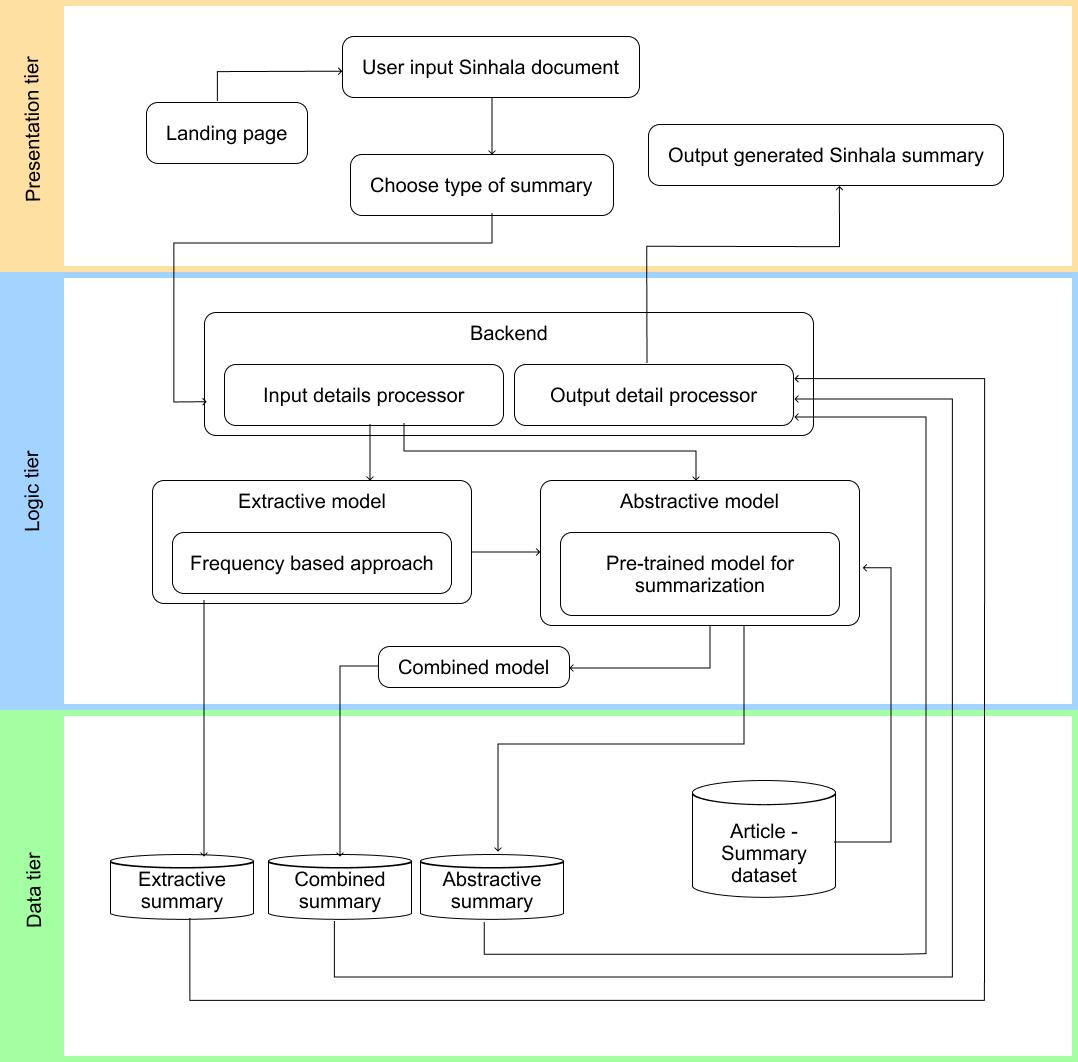 Presentation tier
User input Sinhala document
Landing page
Choose type of summary
Output generated Sinhala summary
Logic tier
Backend
Input details processor
Output detail processor
Extractive model
Frequency based approach
Abstractive model
Pre-trained model for
summarization
Combined model
Data tier
Extractive
summary
Combined
summary
Abstractive
summary
Article -
Summary
dataset